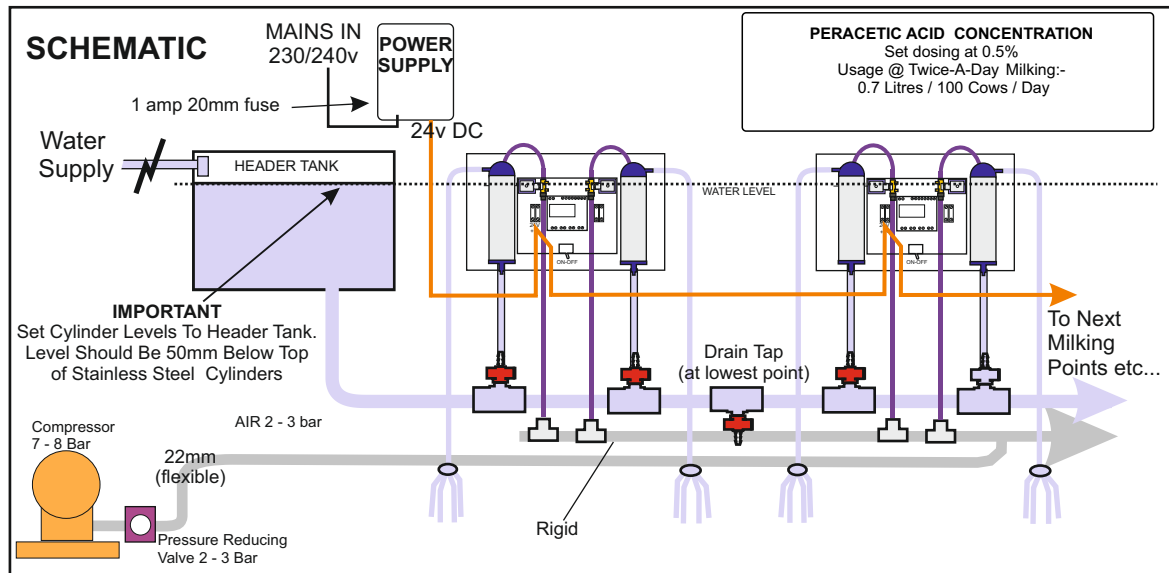 SCHEMATIC
MAINS IN
230/240v
POWER
SUPPLY
1 amp 20mm fuse
24v DC
PERACETIC ACID CONCENTRATION
Set dosing at 0.5%
Usage @ Twice-A-Day Milking:-
0.7 Litres / 100 Cows / Day
Water
Supply
HEADER TANK
WATER LEVEL
ON-OFF
ON-OFF
IMPORTANT
Set Cylinder Levels To Header Tank.
Level Should Be 50mm Below Top
of Stainless Steel Cylinders
Drain Tap
(at lowest point)
To Next
Milking
Points etc...
AIR 2 - 3 bar
Compressor
7 - 8 Bar
22mm
(flexible)
Rigid
Pressure Reducing
Valve 2 - 3 Bar